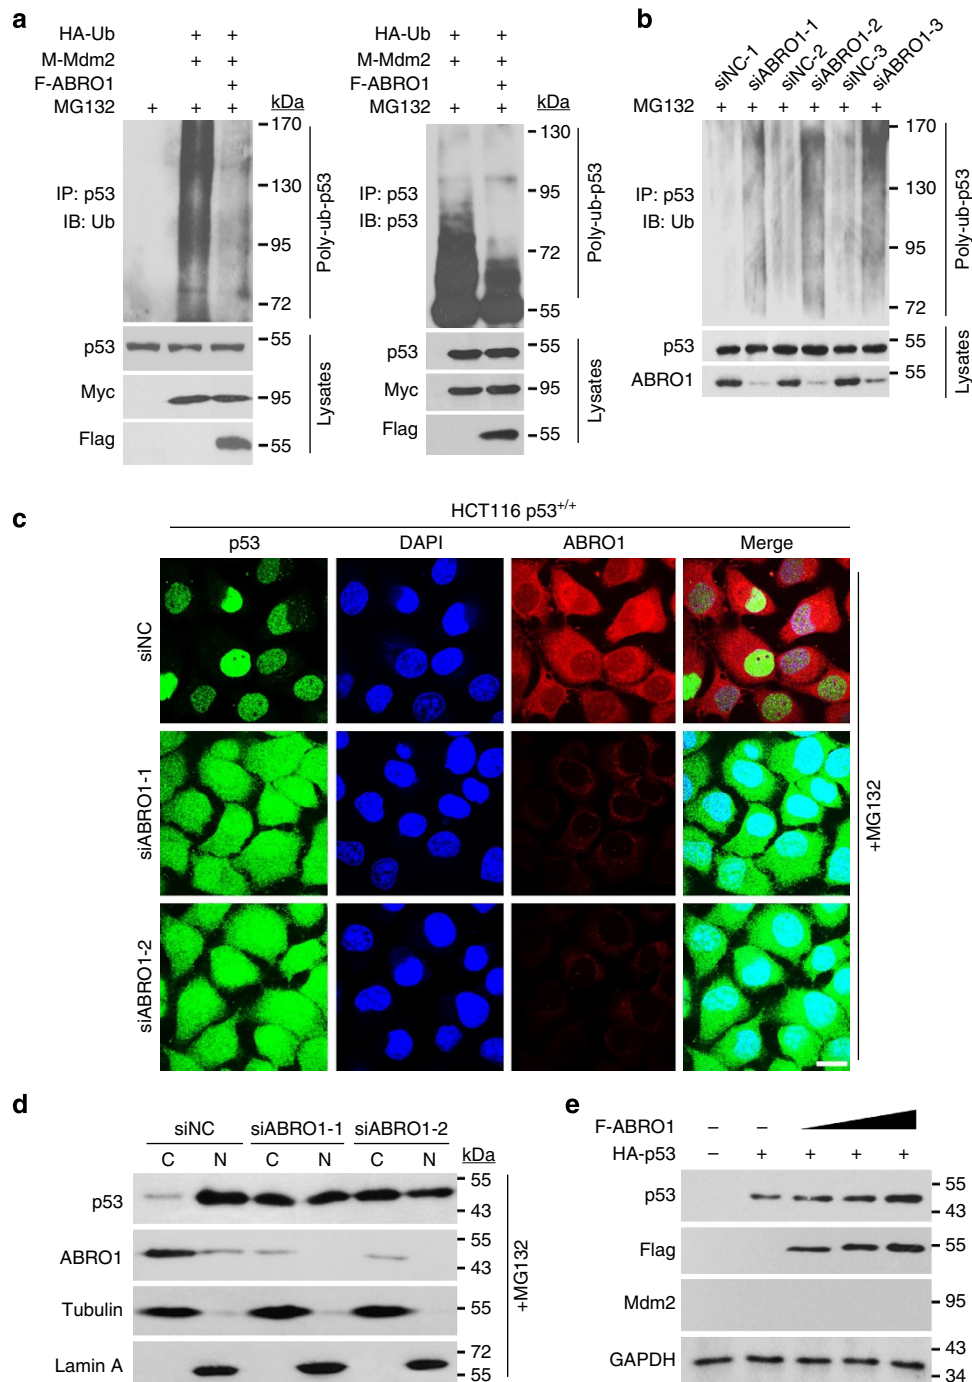 a
HA-Ub + +
M-Mdm2 + +
F-ABRO1 +
MG132 + + + kDa
170
130
95
72
IP: p53
IB: Ub
Poly-ub-p53
p53 55
Myc 95
Flag 55
Lysates
HA-Ub + +
M-Mdm2 + +
F-ABRO1 +
MG132 + + kDa
130
95
72
55
IP: p53
IB: p53
Poly-ub-p53
p53 55
Myc 95
Flag 55
Lysates
b
siNC-1 siABRO1-1 siNC-2 siABRO1-2 siNC-3 siABRO1-3
MG132 + + + + + +
170
130
95
72
IP: p53
IB: Ub
Poly-ub-p53
p53 55
ABRO1 55
Lysates
c
HCT116 p53+/+
p53 DAPI ABRO1 Merge
siNC
siABRO1-1
siABRO1-2
+MG132
d
siNC siABRO1-1 siABRO1-2
C N C N C N kDa
p53 55
43
ABRO1 55
43
Tubulin 55
Lamin A 72
55
+MG132
e
F-ABRO1 – –
HA-p53 – + + + +
p53 55
43
Flag 55
Mdm2 95
GAPDH 43
34